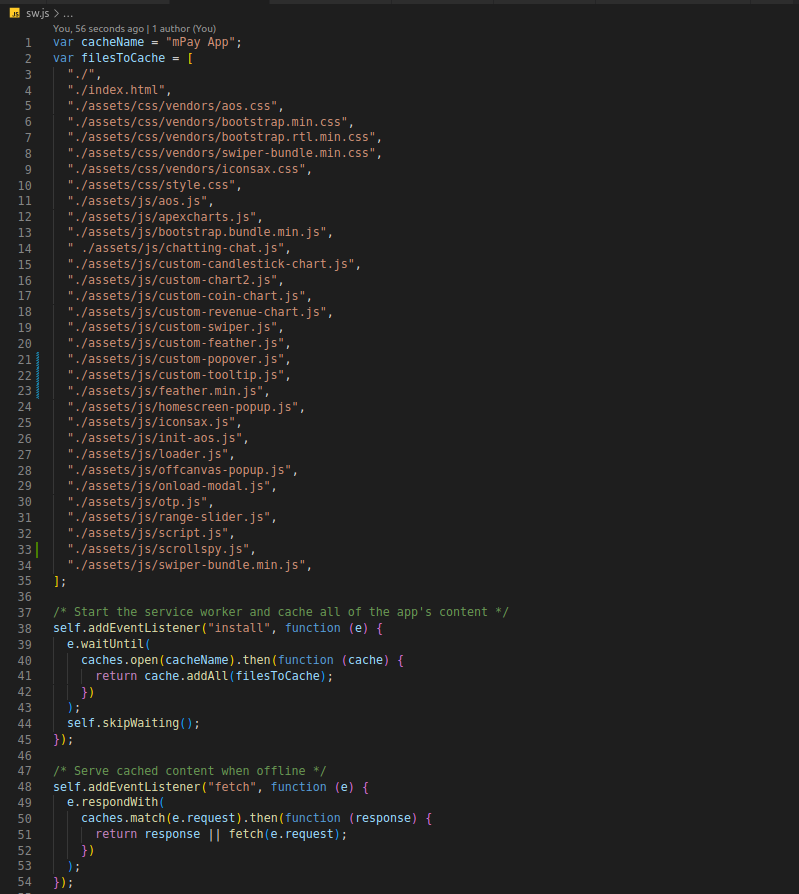 JS sw.js > ...
You, 56 seconds ago | 1 author (You)
1 var cacheName = "mPay App";
2 var filesToCache = [
3 "./",
4 "./index.html",
5 "./assets/css/vendors/aos.css",
6 "./assets/css/vendors/bootstrap.min.css",
7 "./assets/css/vendors/bootstrap.rtl.min.css",
8 "./assets/css/vendors/swiper-bundle.min.css",
9 "./assets/css/vendors/iconsax.css",
10 "./assets/css/style.css",
11 "./assets/js/aos.js",
12 "./assets/js/apexcharts.js",
13 "./assets/js/bootstrap.bundle.min.js",
14 " ./assets/js/chatting-chat.js",
15 "./assets/js/custom-candlestick-chart.js",
16 "./assets/js/custom-chart2.js",
17 "./assets/js/custom-coin-chart.js",
18 "./assets/js/custom-revenue-chart.js",
19 "./assets/js/custom-swiper.js",
20 "./assets/js/custom-feather.js",
21 "./assets/js/custom-popover.js",
22 "./assets/js/custom-tooltip.js",
23 "./assets/js/feather.min.js",
24 "./assets/js/homescreen-popup.js",
25 "./assets/js/iconsax.js",
26 "./assets/js/init-aos.js",
27 "./assets/js/loader.js",
28 "./assets/js/offcanvas-popup.js",
29 "./assets/js/onload-modal.js",
30 "./assets/js/otp.js",
31 "./assets/js/range-slider.js",
32 "./assets/js/script.js",
33 "./assets/js/scrollspy.js",
34 "./assets/js/swiper-bundle.min.js",
35 ];
36
37 /* Start the service worker and cache all of the app's content */
38 self.addEventListener("install", function (e) {
39 e.waitUntil(
40 caches.open(cacheName).then(function (cache) {
41 return cache.addAll(filesToCache);
42 })
43 );
44 self.skipWaiting();
45 });
46
47 /* Serve cached content when offline */
48 self.addEventListener("fetch", function (e) {
49 e.respondWith(
50 caches.match(e.request).then(function (response) {
51 return response || fetch(e.request);
52 })
53 );
54 });